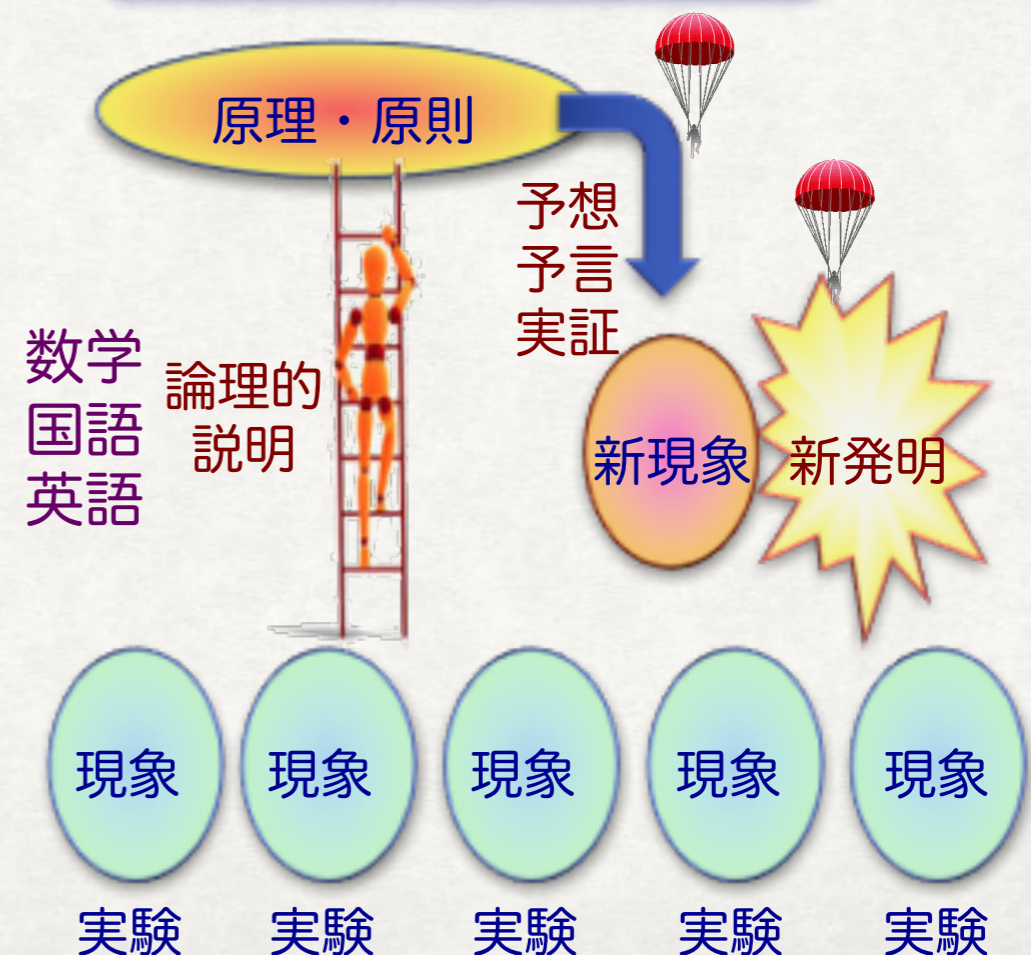 原理・原則
予想
予言
実証
数学
国語
英語
論理的
説明
新現象
新発明
現象 現象 現象 現象 現象
実験 実験 実験 実験 実験